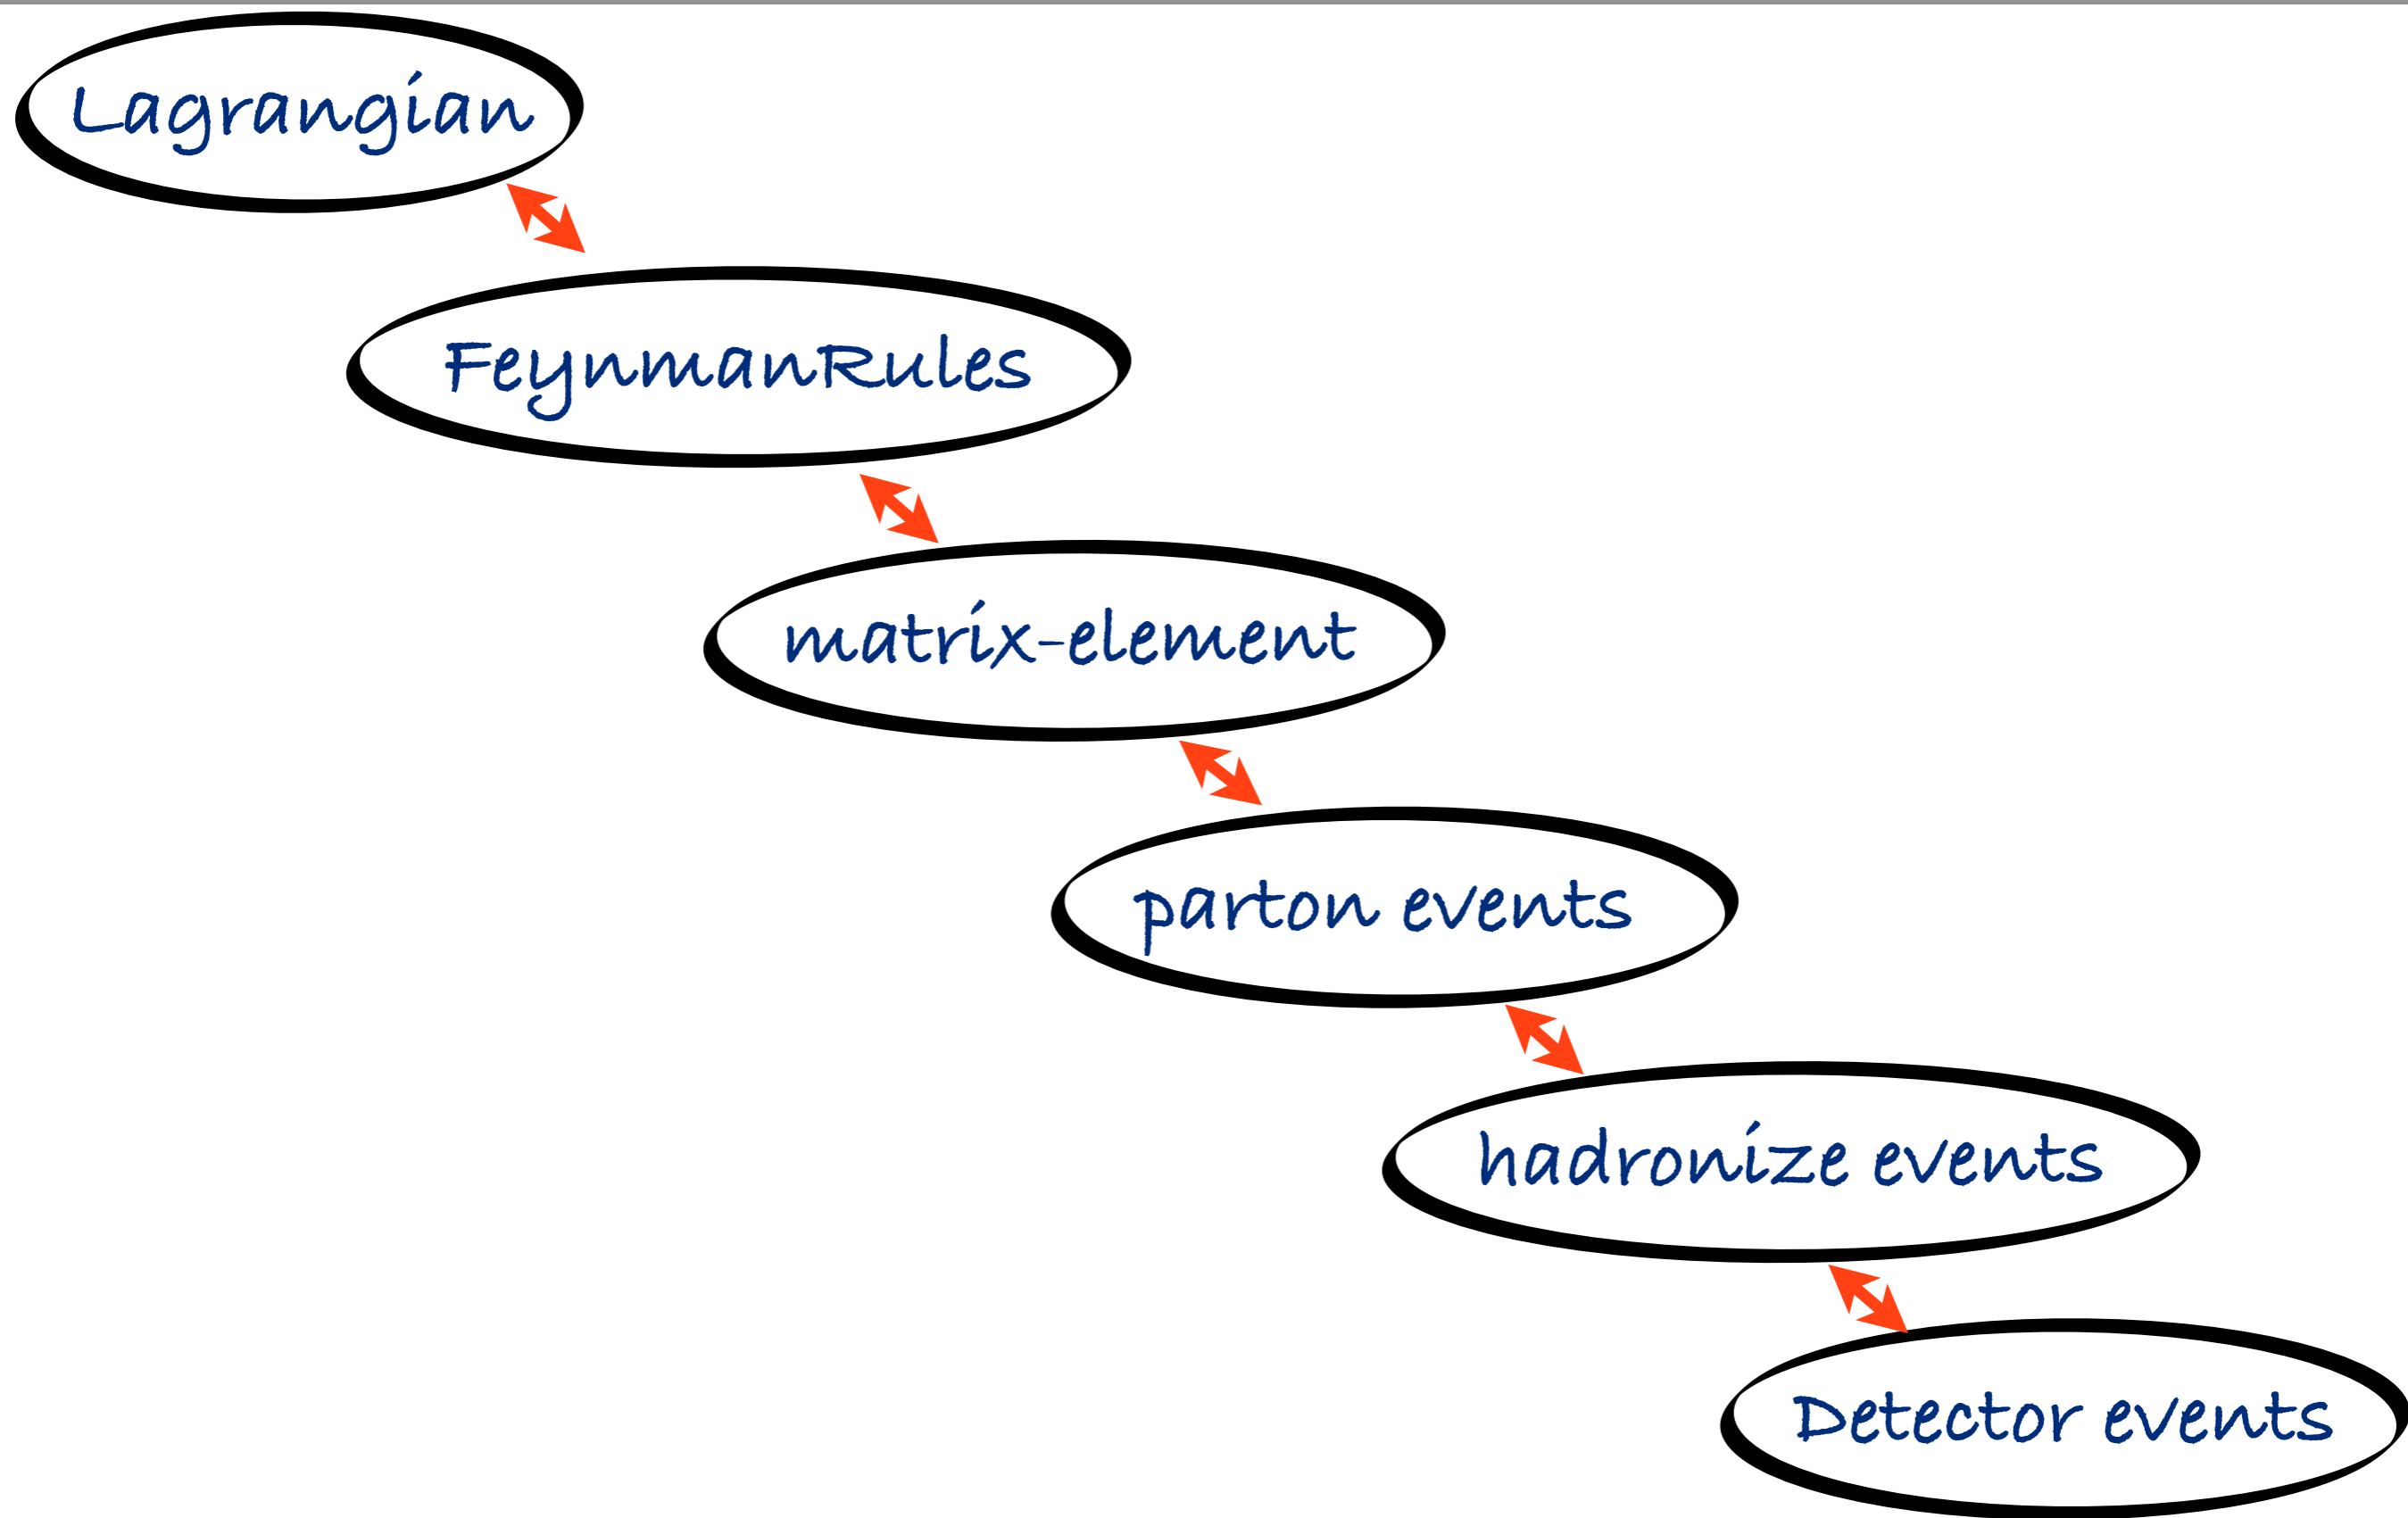 Lagrangian
FeynmanRules
matrix-element
parton events
hadronize events
Detector events